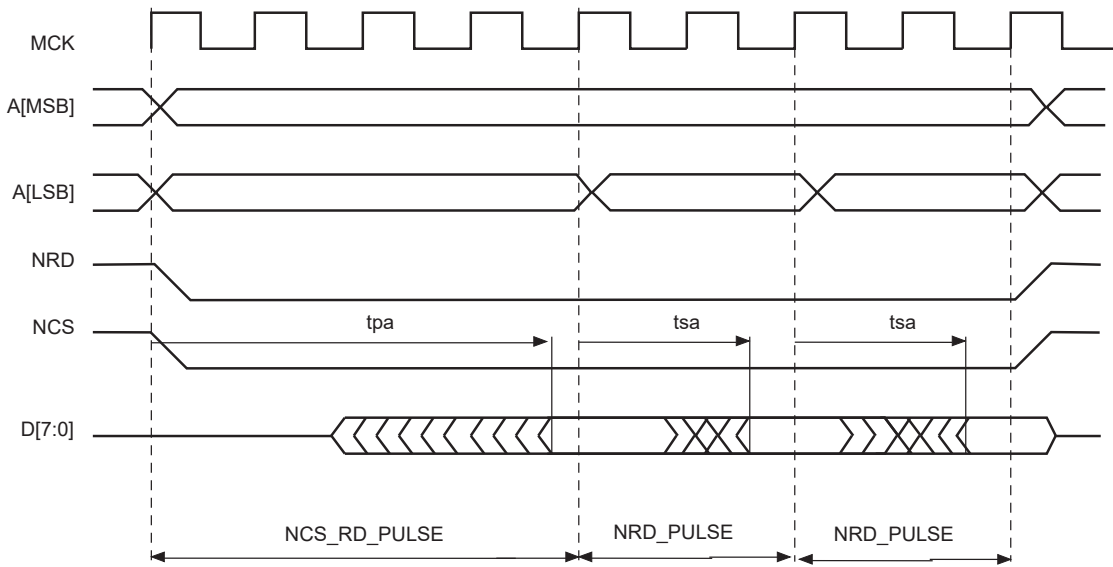 MCK
A[MSB]
A[LSB]
NRD
NCS
tpa
tsa
tsa
D[7:0]
NCS_RD_PULSE
NRD_PULSE
NRD_PULSE